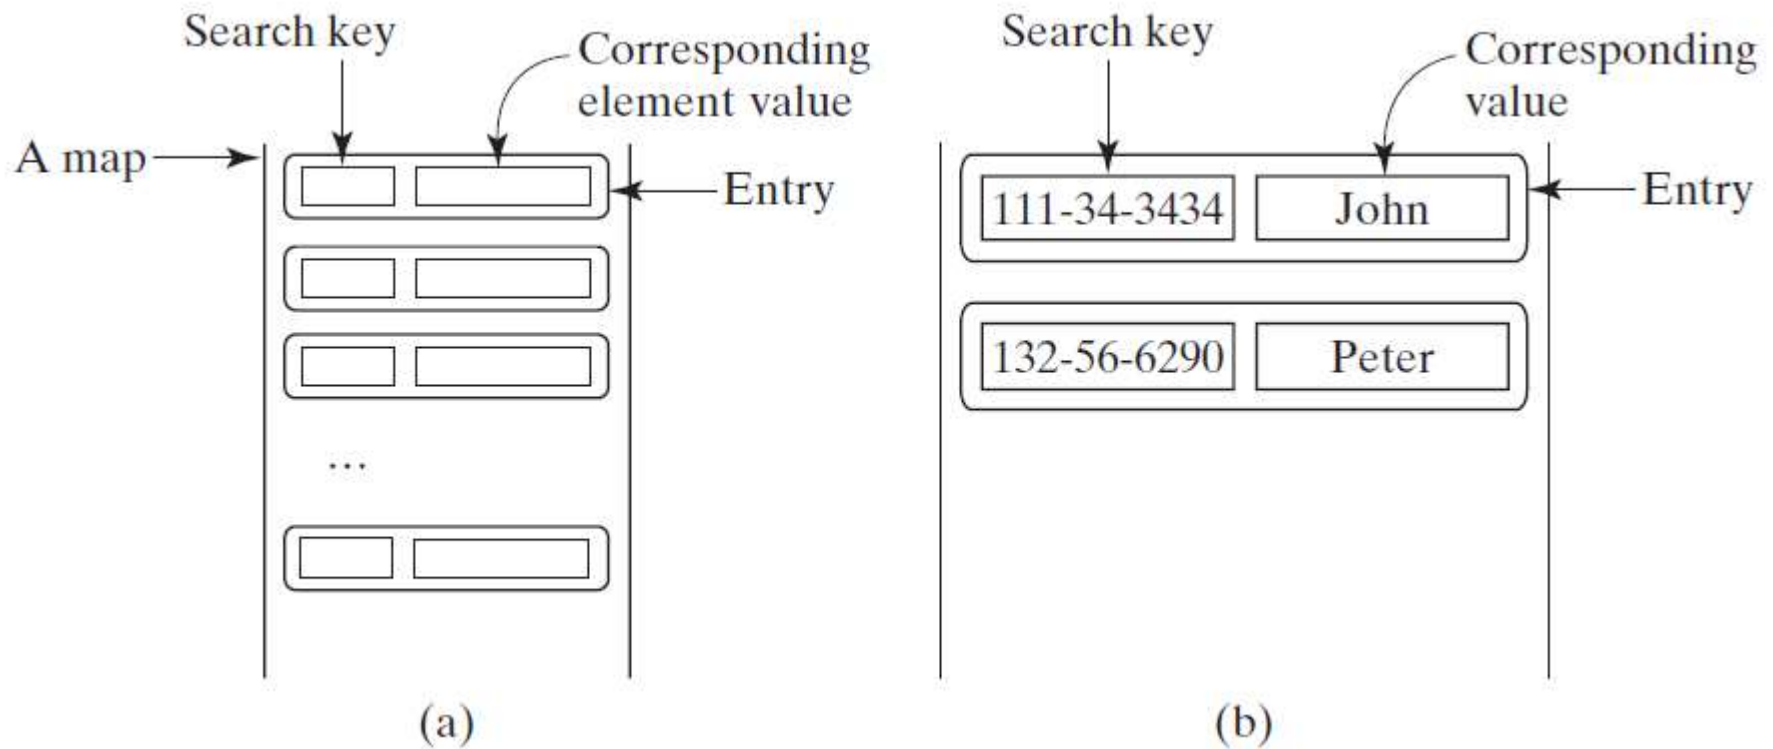 Search key
Corresponding
element value
A map
Entry
...
(a)
Search key
Corresponding
value
111-34-3434 John
Entry
132-56-6290 Peter
(b)